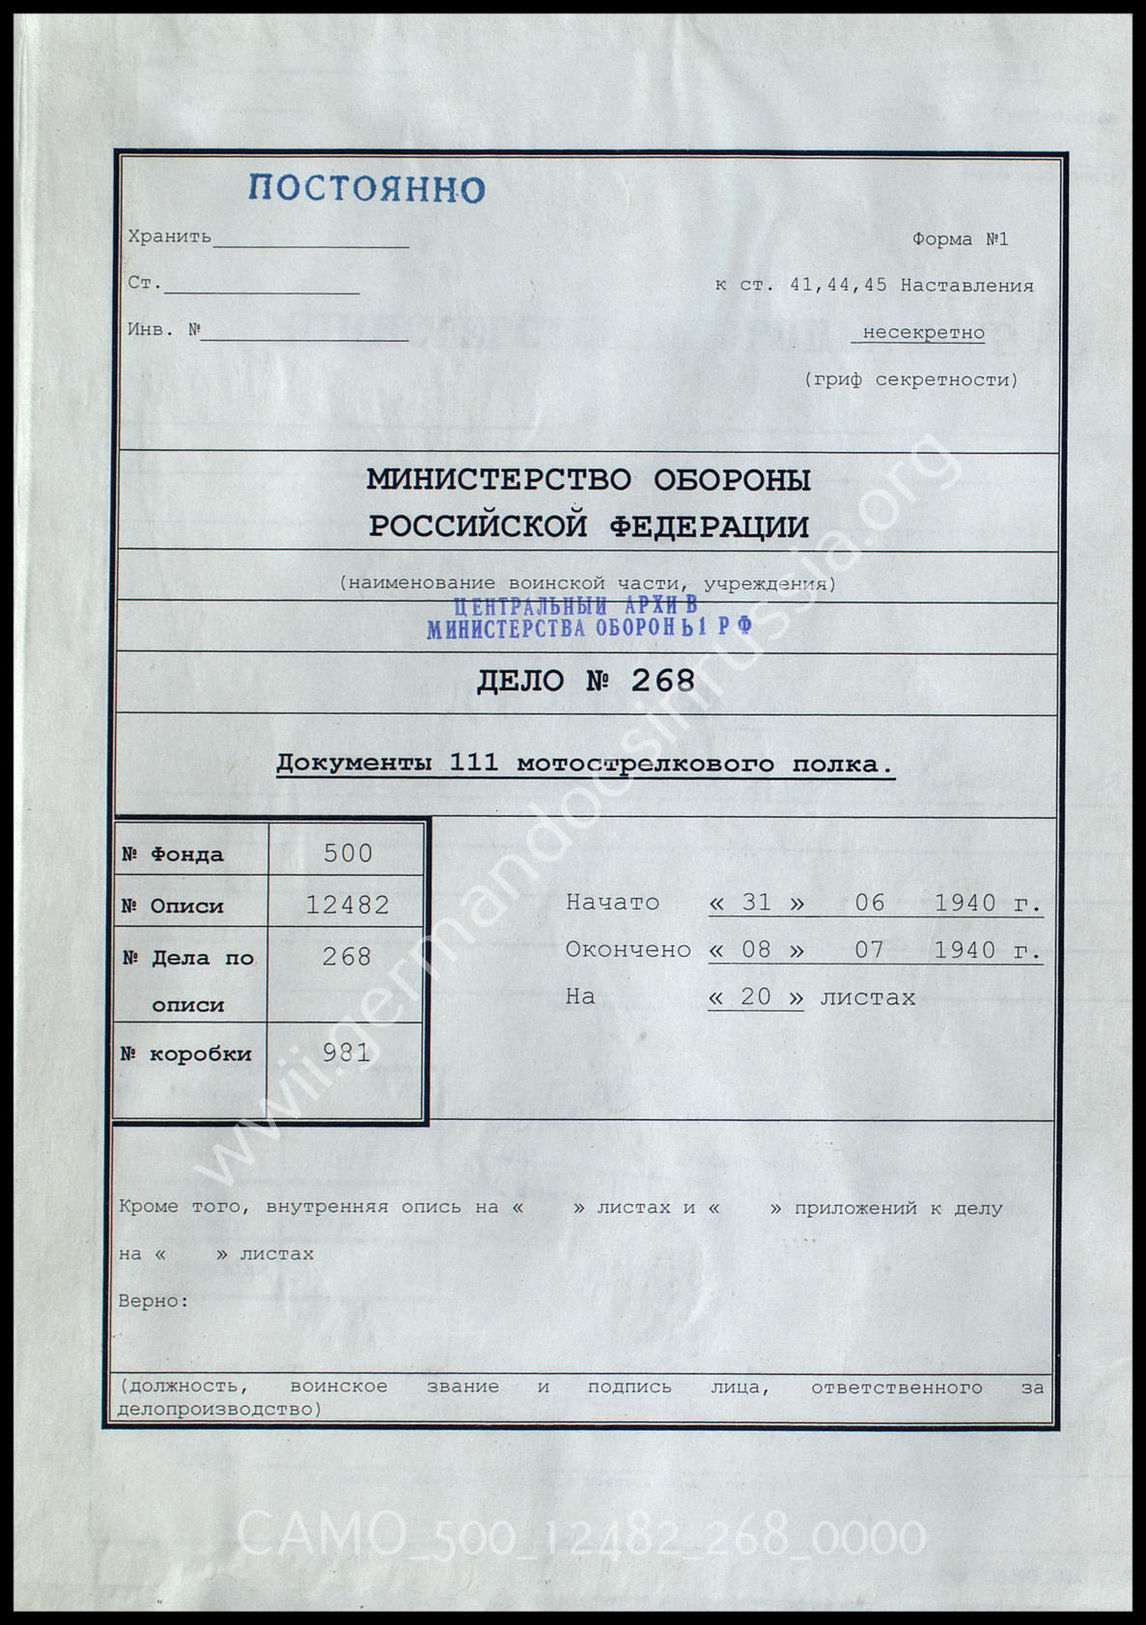 ПОСТОЯННО
Хранить
Форма №1
Ст.
к ст. 41,44,45 Наставления
Инв. №
несекретно
(гриф секретности)
МИНИСТЕРСТВО ОБОРОНЫ
РОССИЙСКОЙ ФЕДЕРАЦИИ
(наименование воинской части, учреждения)
ЦЕНТРАЛЬНЫЙ АРХИВ
МИНИСТЕРСТВА ОБОРОНЫ РФ
ДЕЛО № 268
Документы 111 мотострелкового полка.
№ Фонда 500
№ Описи 12482
№ Дела по 268
описи
№ коробки 981
Начато « 31 » 06 1940 г.
Окончено « 08 » 07 1940 г.
На « 20 » листах
Кроме того, внутренняя опись на « » листах и « » приложений к делу
на « » листах
Верно:
(должность, воинское звание и подпись лица, ответственного за
делопроизводство)
wwii.germandocsinrussia.org
CAMO_500_12482_268_0000